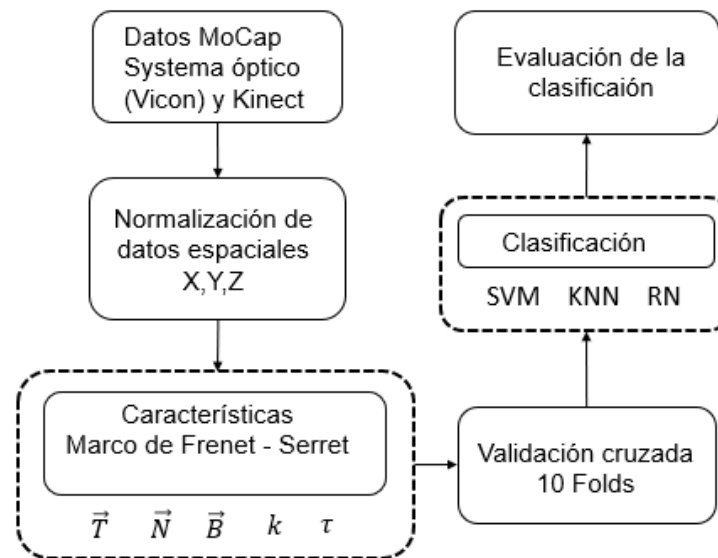 Datos MoCap
Systema óptico
(Vicon) y Kinect
Normalización de
datos espaciales
X,Y,Z
Características
Marco de Frenet - Serret
T⃗ N⃗ B⃗ k τ
Validación cruzada
10 Folds
Clasificación
SVM KNN RN
Evaluación de la
clasificaión